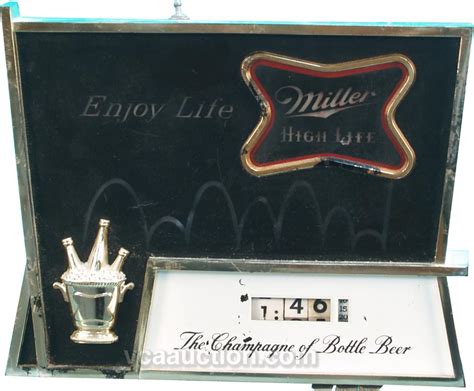 Enjoy Life
Miller
HIGH LIFE
1 46
The Champagne of Bottle Beer
vcaauction.com